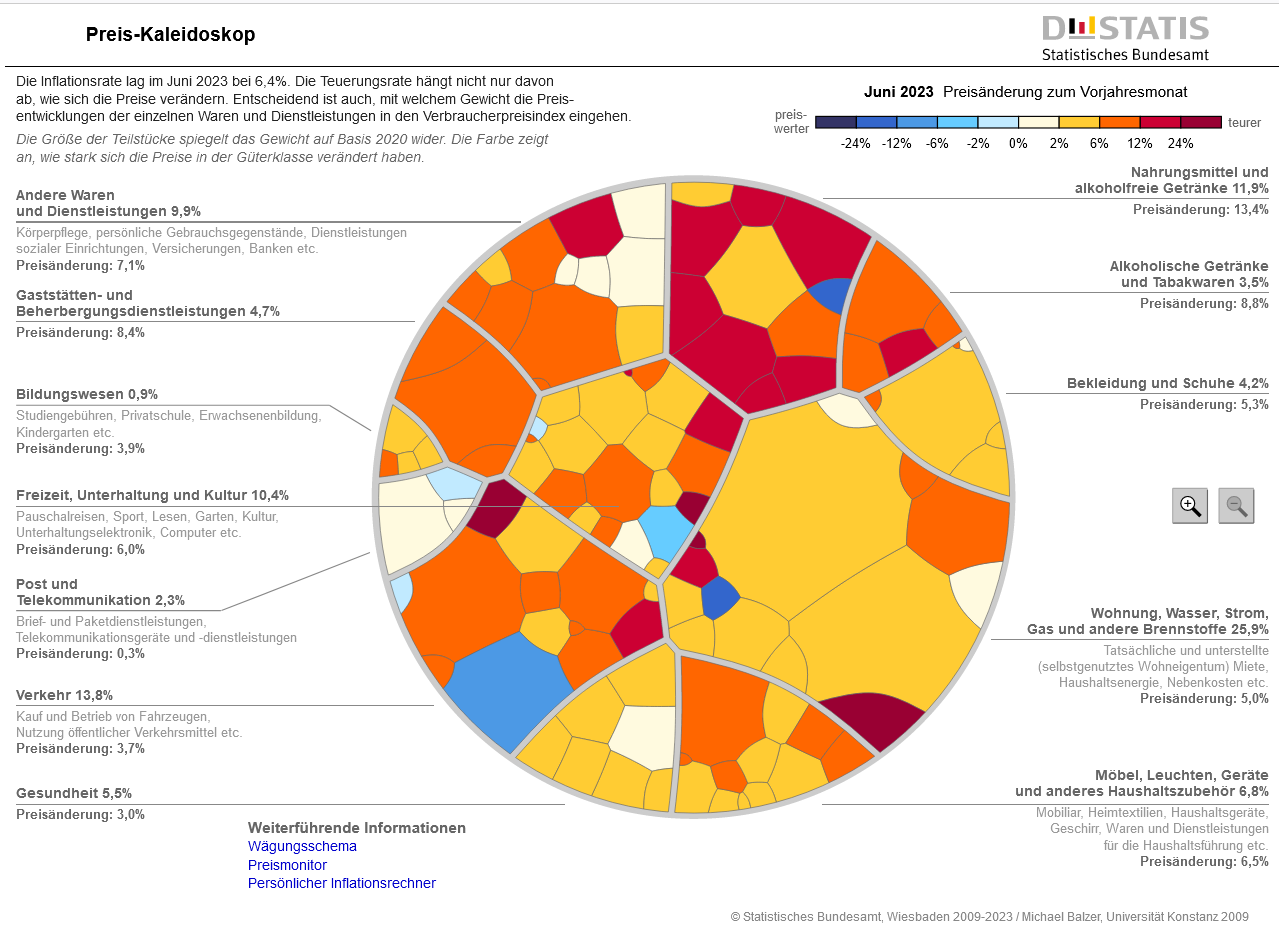 Preis-Kaleidoskop
DESTATIS
Statistisches Bundesamt
Die Inflationsrate lag im Juni 2023 bei 6,4%. Die Teuerungsrate hängt nicht nur davon
ab, wie sich die Preise verändern. Entscheidend ist auch, mit welchem Gewicht die Preis-
entwicklungen der einzelnen Waren und Dienstleistungen in den Verbraucherpreisindex eingehen.
Die Größe der Teilstücke spiegelt das Gewicht auf Basis 2020 wider. Die Farbe zeigt
an, wie stark sich die Preise in der Güterklasse verändert haben.
Juni 2023 Preisänderung zum Vorjahresmonat
preis-
werter
teurer
-24% -12% -6% -2% 0% 2% 6% 12% 24%
Andere Waren
und Dienstleistungen 9,9%
Körperpflege, persönliche Gebrauchsgegenstände, Dienstleistungen
sozialer Einrichtungen, Versicherungen, Banken etc.
Preisänderung: 7,1%
Gaststätten- und
Beherbergungsdienstleistungen 4,7%
Preisänderung: 8,4%
Bildungswesen 0,9%
Studiengebühren, Privatschule, Erwachsenenbildung,
Kindergarten etc.
Preisänderung: 3,9%
Freizeit, Unterhaltung und Kultur 10,4%
Pauschalreisen, Sport, Lesen, Garten, Kultur,
Unterhaltungselektronik, Computer etc.
Preisänderung: 6,0%
Post und
Telekommunikation 2,3%
Brief- und Paketdienstleistungen,
Telekommunikationsgeräte und -dienstleistungen
Preisänderung: 0,3%
Verkehr 13,8%
Kauf und Betrieb von Fahrzeugen,
Nutzung öffentlicher Verkehrsmittel etc.
Preisänderung: 3,7%
Gesundheit 5,5%
Preisänderung: 3,0%
Nahrungsmittel und
alkoholfreie Getränke 11,9%
Preisänderung: 13,4%
Alkoholische Getränke
und Tabakwaren 3,5%
Preisänderung: 8,8%
Bekleidung und Schuhe 4,2%
Preisänderung: 5,3%
Wohnung, Wasser, Strom,
Gas und andere Brennstoffe 25,9%
Tatsächliche und unterstellte
(selbstgenutztes Wohneigentum) Miete,
Haushaltsenergie, Nebenkosten etc.
Preisänderung: 5,0%
Möbel, Leuchten, Geräte
und anderes Haushaltszubehör 6,8%
Mobiliar, Heimtextilien, Haushaltsgeräte,
Geschirr, Waren und Dienstleistungen
für die Haushaltsführung etc.
Preisänderung: 6,5%
Weiterführende Informationen
Wägungsschema
Preismonitor
Persönlicher Inflationsrechner
© Statistisches Bundesamt, Wiesbaden 2009-2023 / Michael Balzer, Universität Konstanz 2009